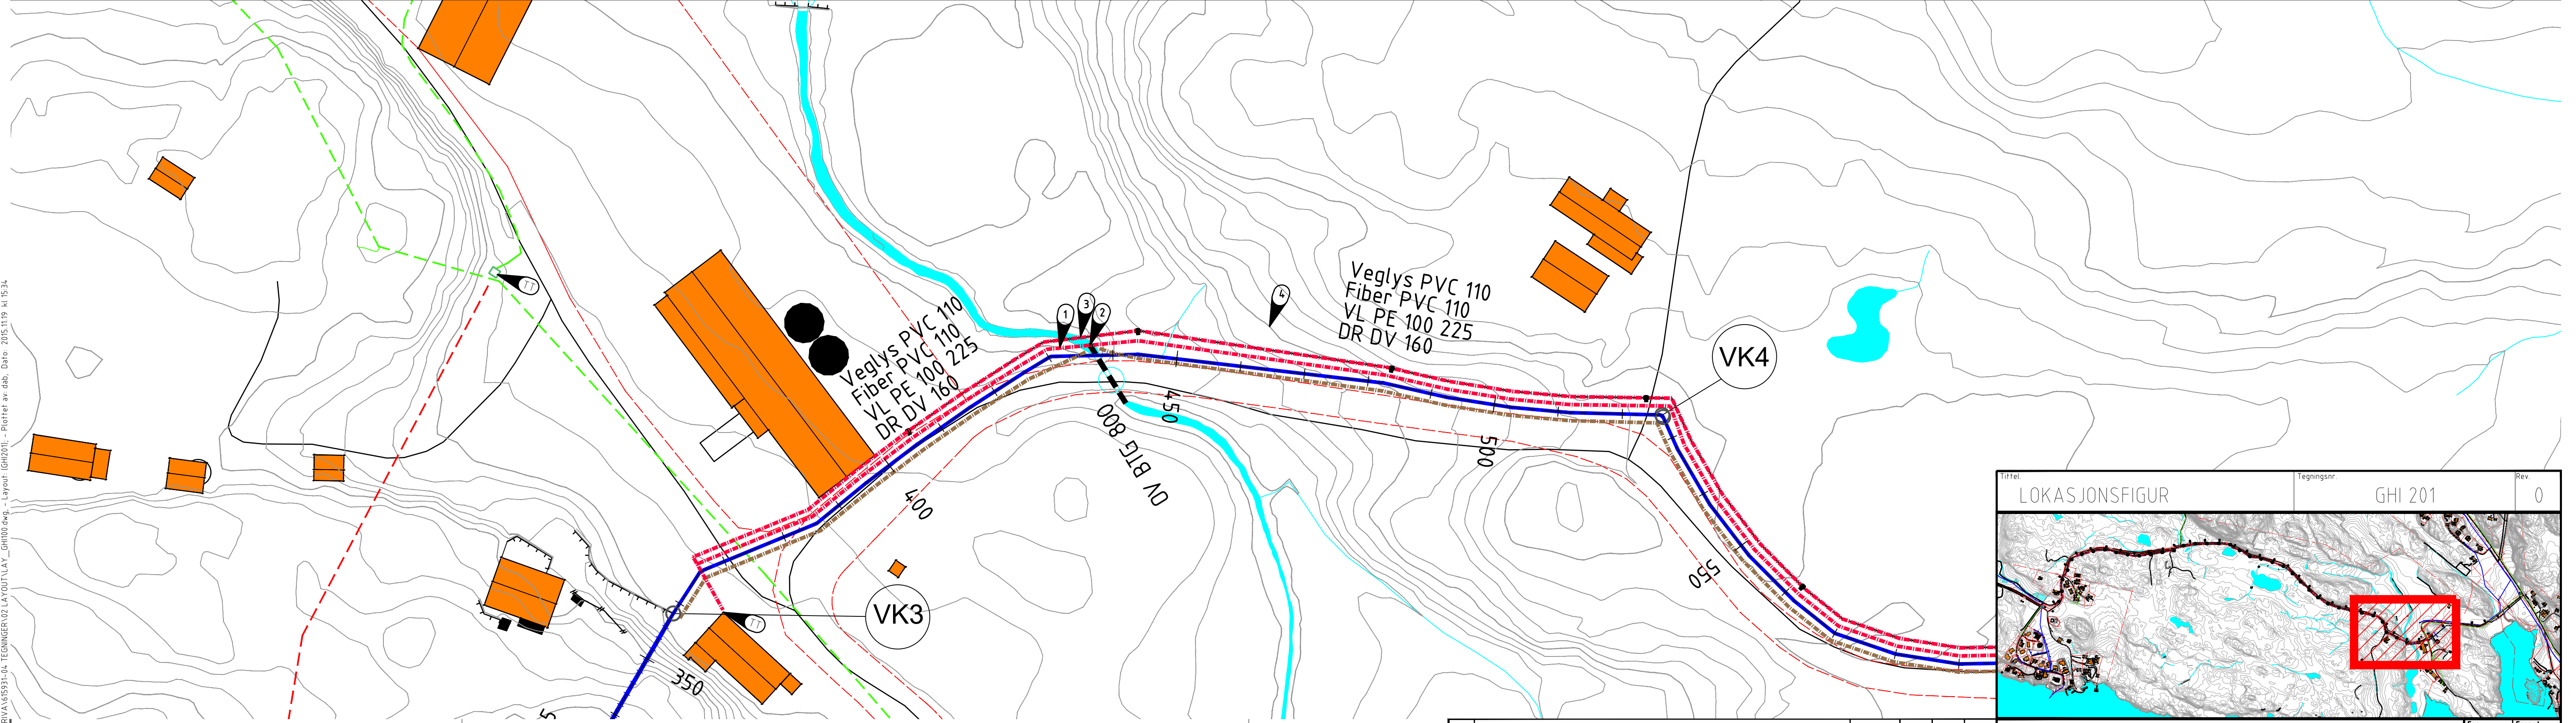 TT
Veglys PVC 110
Fiber PVC 110
VL PE 100 225
DR DV 160
1
3
2
4
Veglys PVC 110
Fiber PVC 110
VL PE 100 225
DR DV 160
VK4
450
OV BTG 800
500
400
550
VK3
TT
350
Tittel.
LOKASJONSFIGUR
Tegningsnr.
GHI 201
Rev.
0